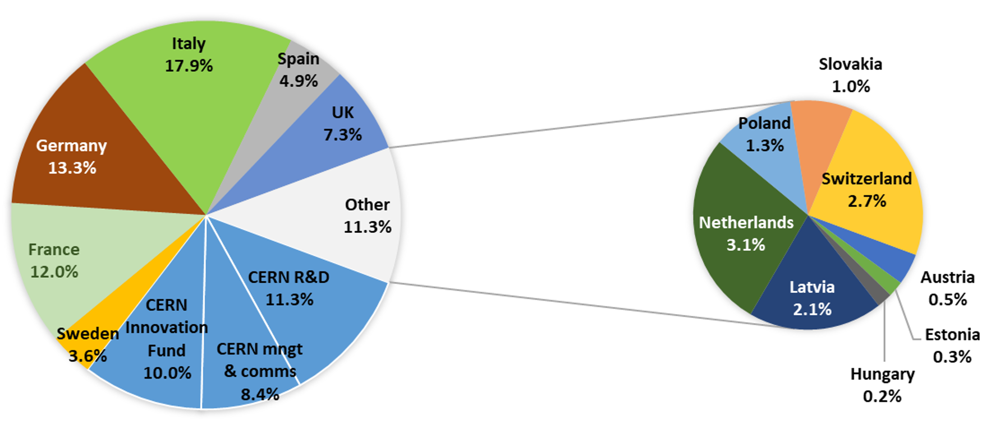 Italy
17.9%
Spain
4.9%
UK
7.3%
Germany
13.3%
Other
11.3%
France
12.0%
CERN R&D
11.3%
CERN
Innovation
Fund
10.0%
Sweden
3.6%
CERN mngt
& comms
8.4%
Slovakia
1.0%
Poland
1.3%
Switzerland
2.7%
Netherlands
3.1%
Latvia
2.1%
Austria
0.5%
Estonia
0.3%
Hungary
0.2%